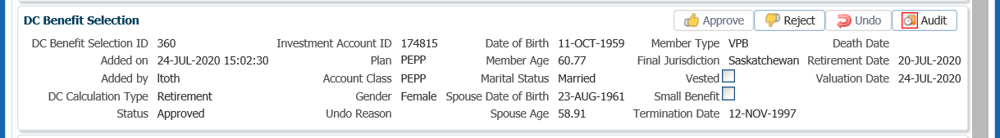 DC Benefit Selection Approve Reject Undo Audit
DC Benefit Selection ID 360 Investment Account ID 174815 Date of Birth 11-OCT-1959 Member Type VPB Death Date
Added on 24-JUL-2020 15:02:30 Plan PEPP Member Age 60.77 Final Jurisdiction Saskatchewan Retirement Date 20-JUL-2020
Added by ltoth Account Class PEPP Marital Status Married Vested Valuation Date 24-JUL-2020
DC Calculation Type Retirement Gender Female Spouse Date of Birth 23-AUG-1961 Small Benefit
Status Approved Undo Reason Spouse Age 58.91 Termination Date 12-NOV-1997